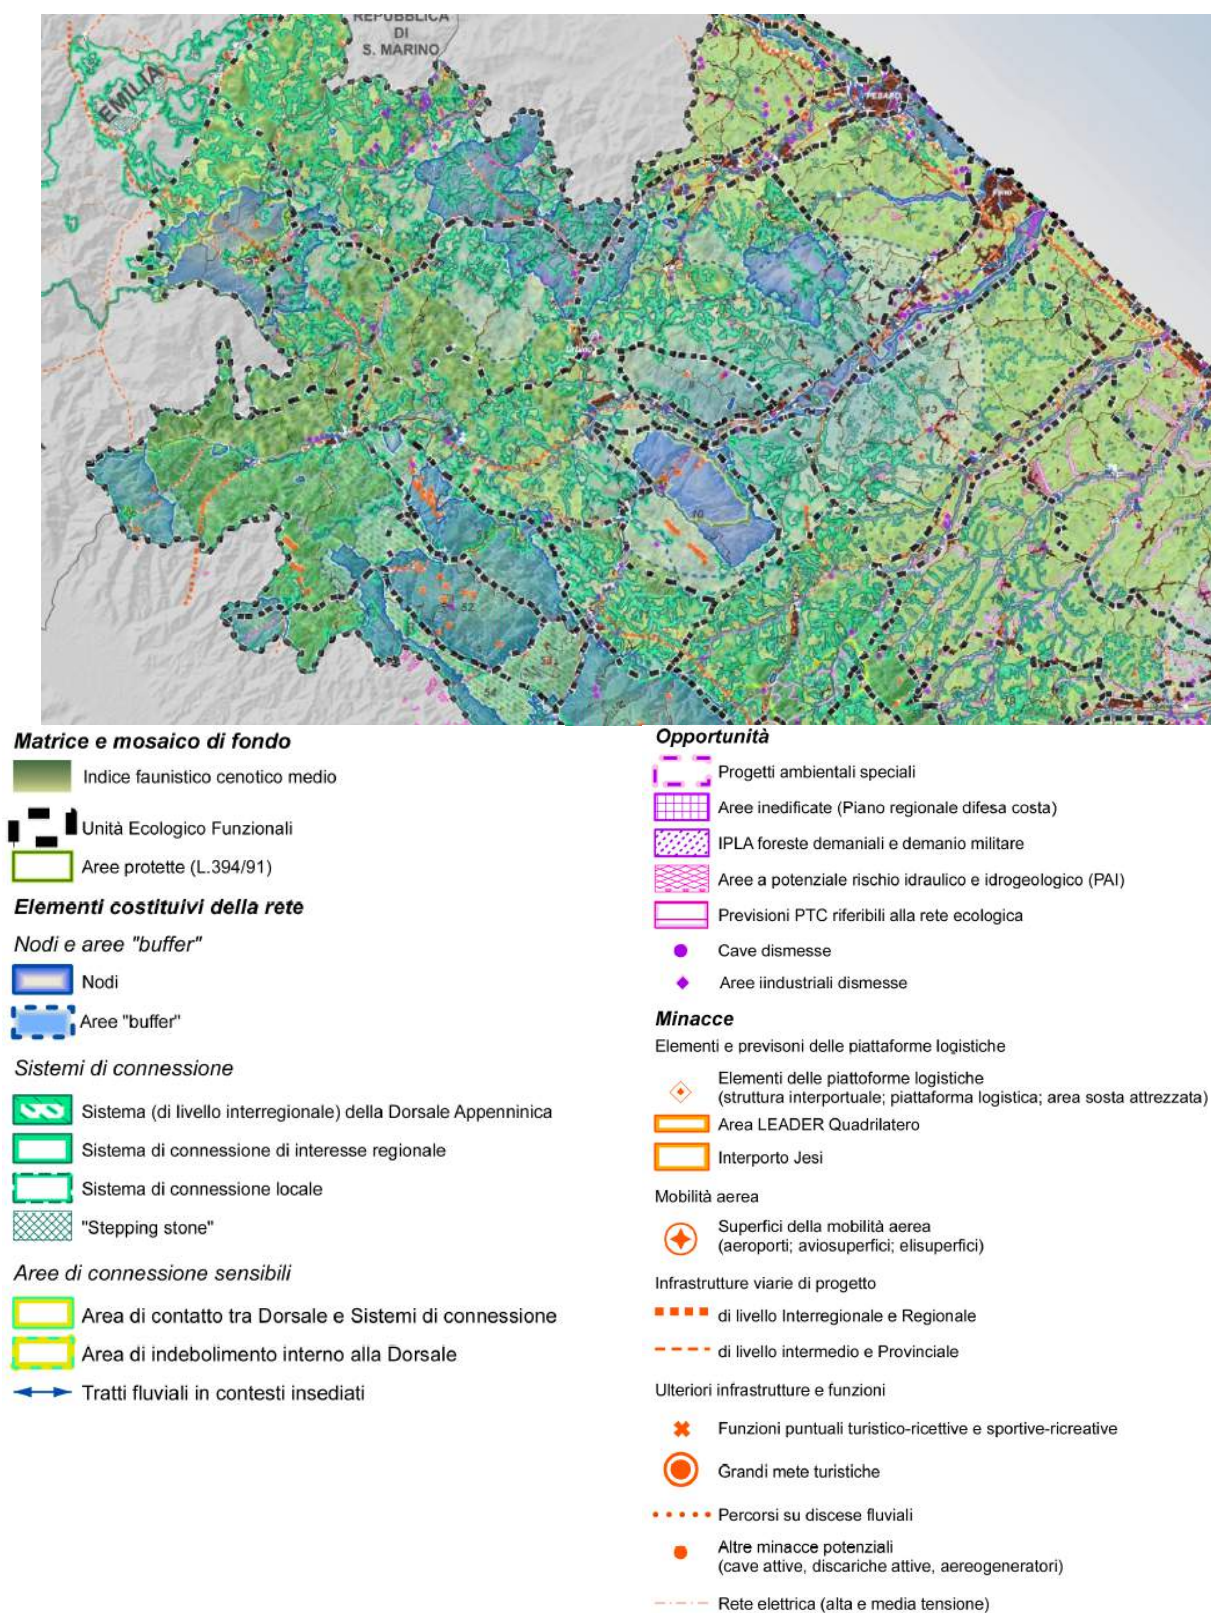 REPUBBLICA
DI
S. MARINO
EMILIA
PESARO
Fano
Urbino
8
13
10
52
Matrice e mosaico di fondo
Indice faunistico cenotico medio
Unità Ecologico Funzionali
Aree protette (L.394/91)
Elementi costituivi della rete
Nodi e aree "buffer"
Nodi
Aree "buffer"
Sistemi di connessione
Sistema (di livello interregionale) della Dorsale Appenninica
Sistema di connessione di interesse regionale
Sistema di connessione locale
"Stepping stone"
Aree di connessione sensibili
Area di contatto tra Dorsale e Sistemi di connessione
Area di indebolimento interno alla Dorsale
Tratti fluviali in contesti insediati
Opportunità
Progetti ambientali speciali
Aree inedificate (Piano regionale difesa costa)
IPLA foreste demaniali e demanio militare
Aree a potenziale rischio idraulico e idrogeologico (PAI)
Previsioni PTC riferibili alla rete ecologica
Cave dismesse
Aree iindustriali dismesse
Minacce
Elementi e previsoni delle piattaforme logistiche
Elementi delle piattoforme logistiche
(struttura interportuale; piattaforma logistica; area sosta attrezzata)
Area LEADER Quadrilatero
Interporto Jesi
Mobilità aerea
Superfici della mobilità aerea
(aeroporti; aviosuperfici; elisuperfici)
Infrastrutture viarie di progetto
di livello Interregionale e Regionale
di livello intermedio e Provinciale
Ulteriori infrastrutture e funzioni
Funzioni puntuali turistico-ricettive e sportive-ricreative
Grandi mete turistiche
Percorsi su discese fluviali
Altre minacce potenziali
(cave attive, discariche attive, aereogeneratori)
Rete elettrica (alta e media tensione)